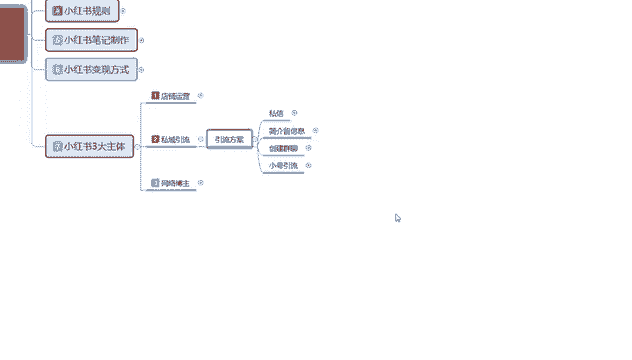 小红书规则
小红书笔记制作
小红书变现方式
小红书3大主体
店铺运营
私域引流
网络博主
引流方案
私信
简介留信息
创建群聊
小号引流